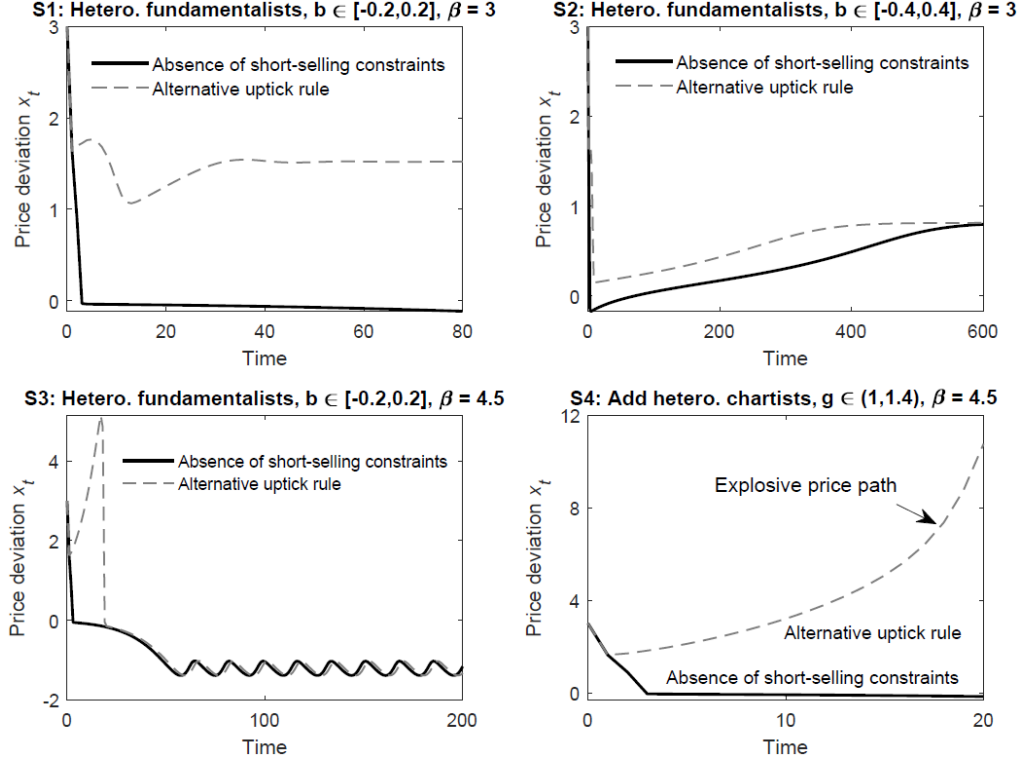 S1: Hetero. fundamentalists, b ∈ [-0.2,0.2], β = 3
3
2
1
0
Price deviation x_t
Absence of short-selling constraints
Alternative uptick rule
0 20 40 60 80
Time
S2: Hetero. fundamentalists, b ∈ [-0.4,0.4], β = 3
3
2
1
0
Price deviation x_t
Absence of short-selling constraints
Alternative uptick rule
0 200 400 600
Time
S3: Hetero. fundamentalists, b ∈ [-0.2,0.2], β = 4.5
4
2
0
-2
Price deviation x_t
Absence of short-selling constraints
Alternative uptick rule
0 100 200
Time
S4: Add hetero. chartists, g ∈ (1,1.4), β = 4.5
12
8
4
0
Price deviation x_t
Explosive price path
Alternative uptick rule
Absence of short-selling constraints
0 10 20
Time